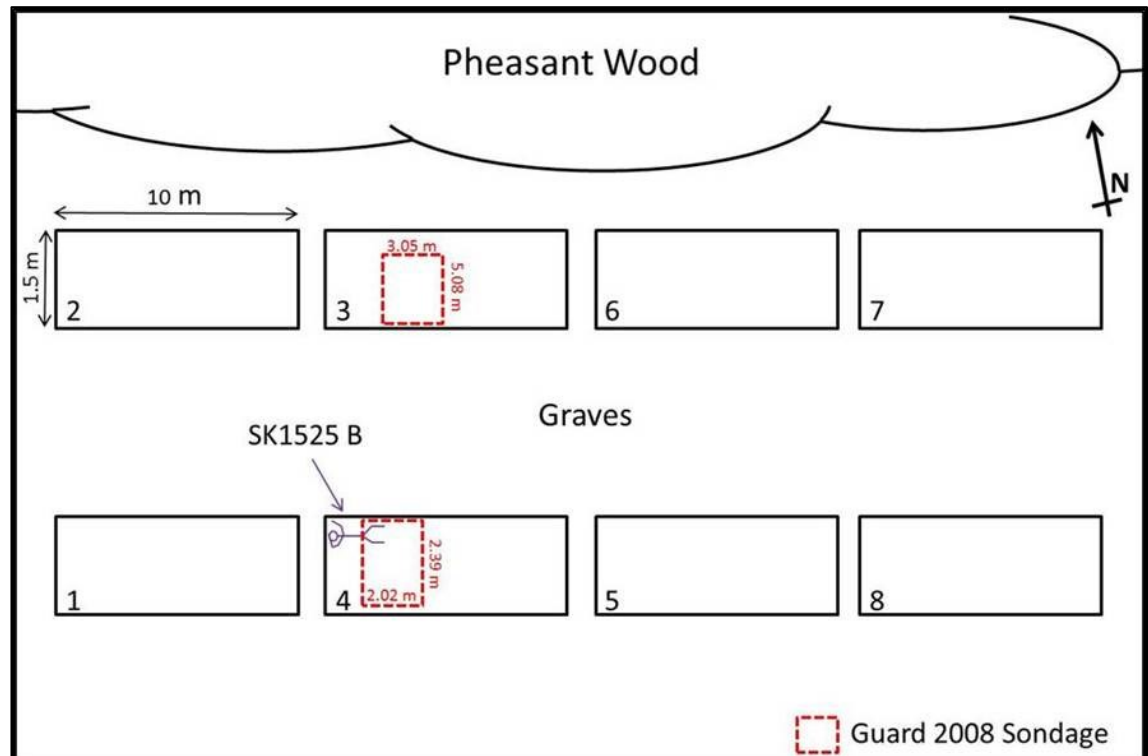 Pheasant Wood
N
10 m
1.5 m
2
3.05 m
5.08 m
3
6
7
Graves
SK1525 B
1
2.39 m
2.02 m
4
5
8
Guard 2008 Sondage